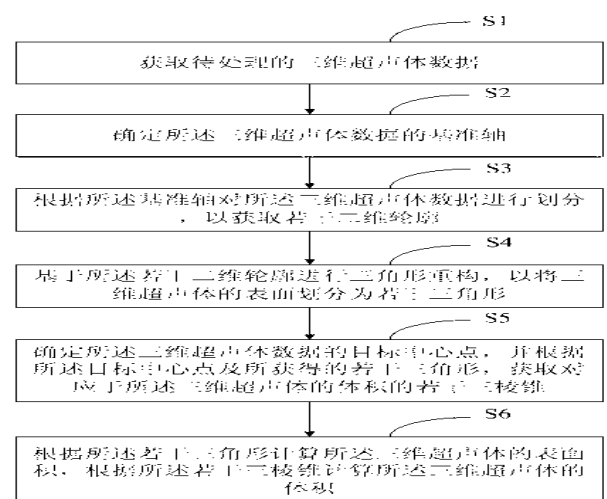 S1
获取待处理的三维超声体数据
S2
确定所述三维超声体数据的基准轴
S3
根据所述基准轴对所述三维超声体数据进行划分
，以获取若干二维轮廓
S4
基于所述若干二维轮廓进行三角形重构，以将三
维超声体的表面划分为若干三角形
S5
确定所述三维超声体数据的目标中心点，并根据
所述目标中心点及所获得的若干三角形，获取对
应于所述三维超声体的体积的若干三棱锥
S6
根据所述若干三角形计算所述三维超声体的表面
积，根据所述若干三棱锥计算所述三维超声体的
体积